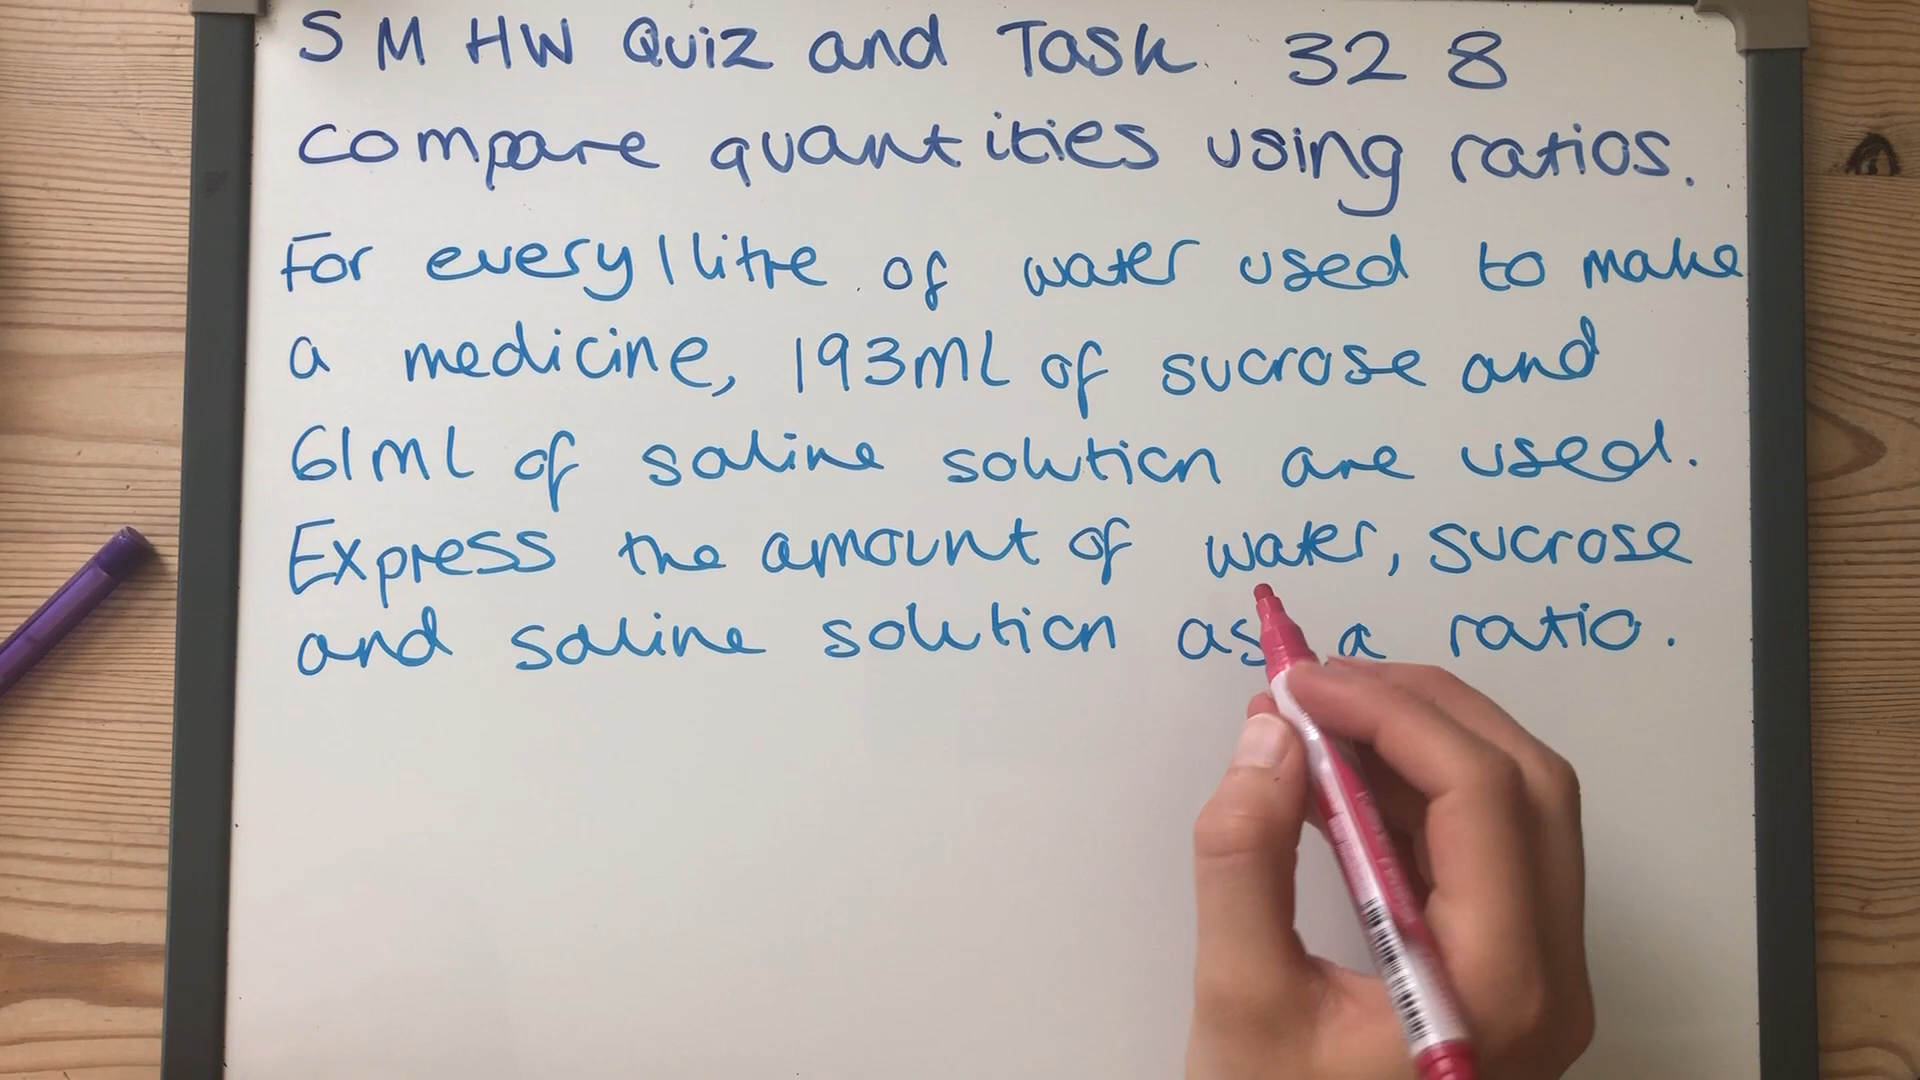 SM HW Quiz and Task 32 8
compare quantities using ratios.
For every 1 litre of water used to make
a medicine, 193ml of sucrose and
61ml of saline solution are used.
Express the amount of water, sucrose
and saline solution as a ratio.